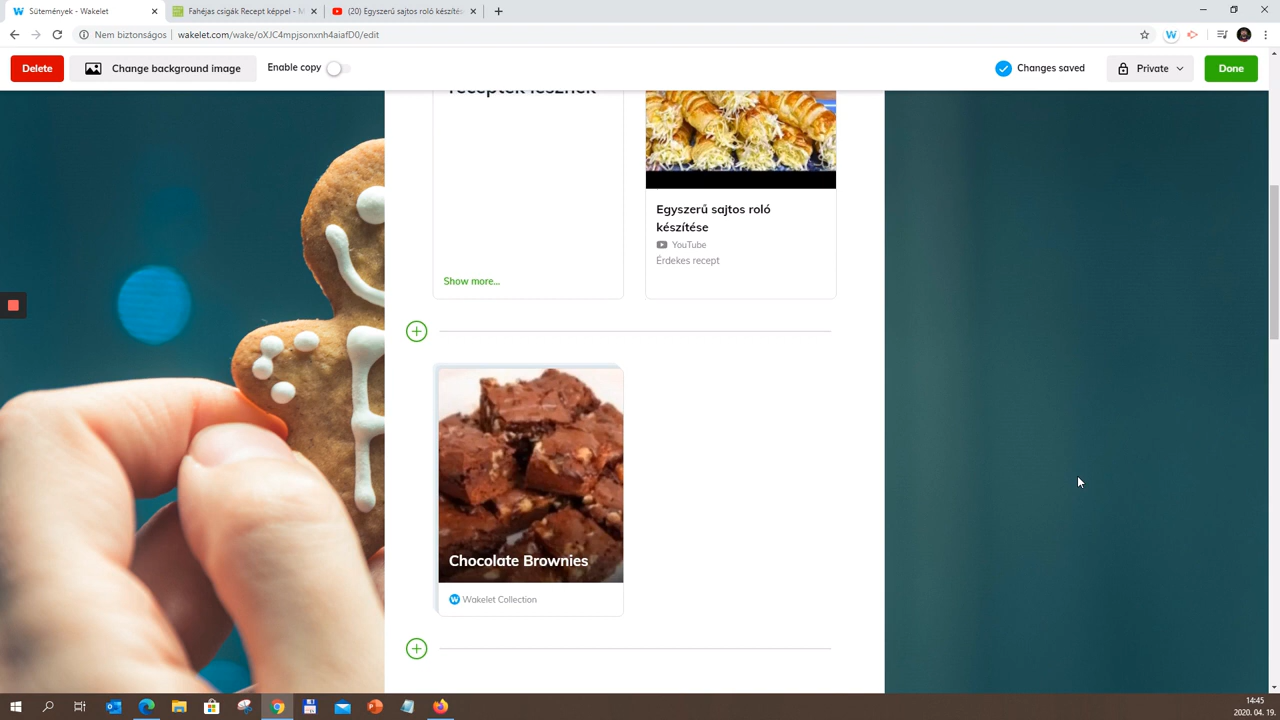 Sütemények - Wakelet
Fahéjas csigák Recept képpel - M
(20) Egyszerű sajtos roló készítés
Nem biztonságos
wakelet.com/wake/oXJC4mpjsonxnh4aiafD0/edit
Delete
Change background image
Enable copy
Changes saved
Private
Done
receptek lesznek
Egyszerű sajtos roló
készítése
YouTube
Érdekes recept
Show more...
Chocolate Brownies
Wakelet Collection
14:45
2020. 04. 19.